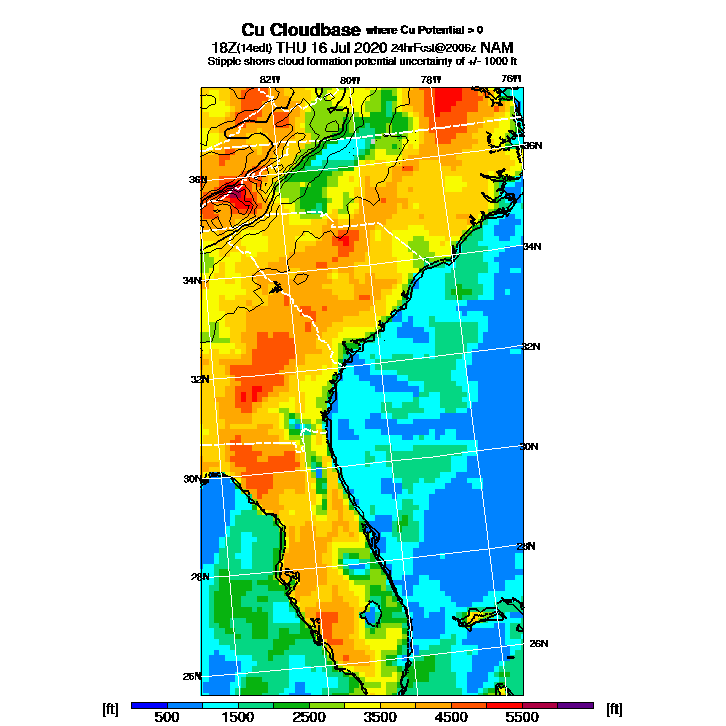 Cu Cloudbase where Cu Potential > 0
18Z(14edt) THU 16 Jul 2020 24hrFcst@2006z NAM
Stipple shows cloud formation potential uncertainty of +/- 1000 ft
82W 80W 78W 76W
36N
36N
34N
34N
32N
32N
30N
30N
28N
28N
26N
26N
[ft] 500 1500 2500 3500 4500 5500 [ft]